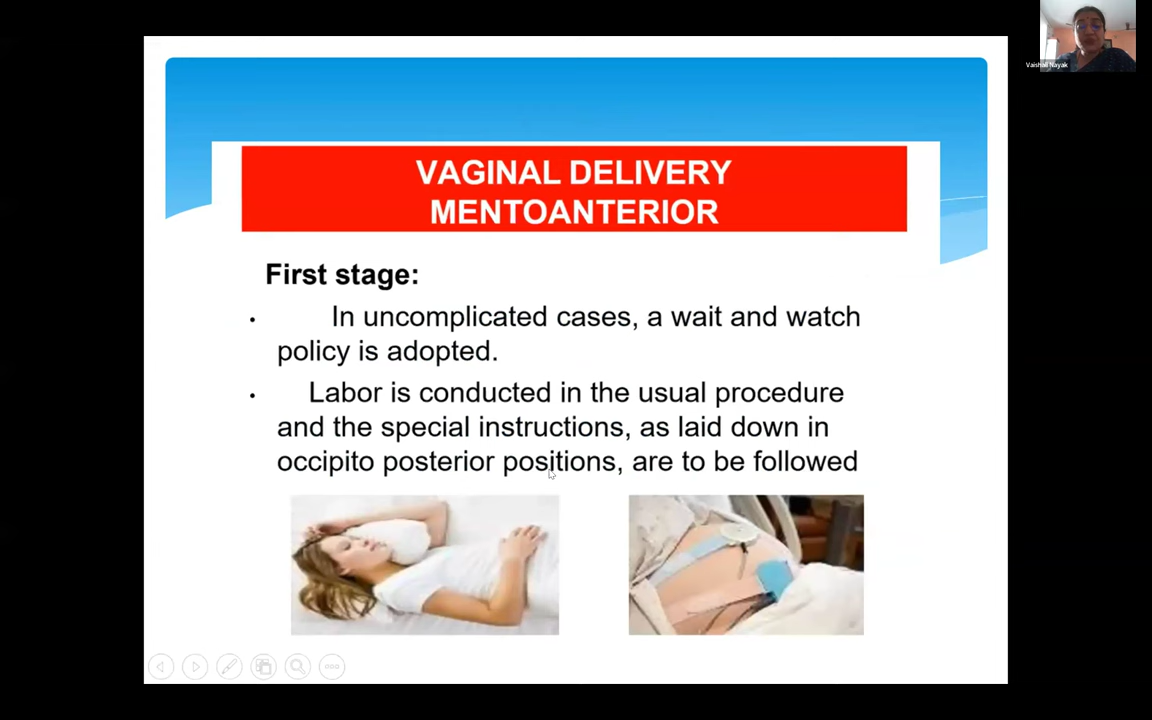 Vaishali Nayak
VAGINAL DELIVERY
MENTOANTERIOR
First stage:
• In uncomplicated cases, a wait and watch
policy is adopted.
• Labor is conducted in the usual procedure
and the special instructions, as laid down in
occipito posterior positions, are to be followed